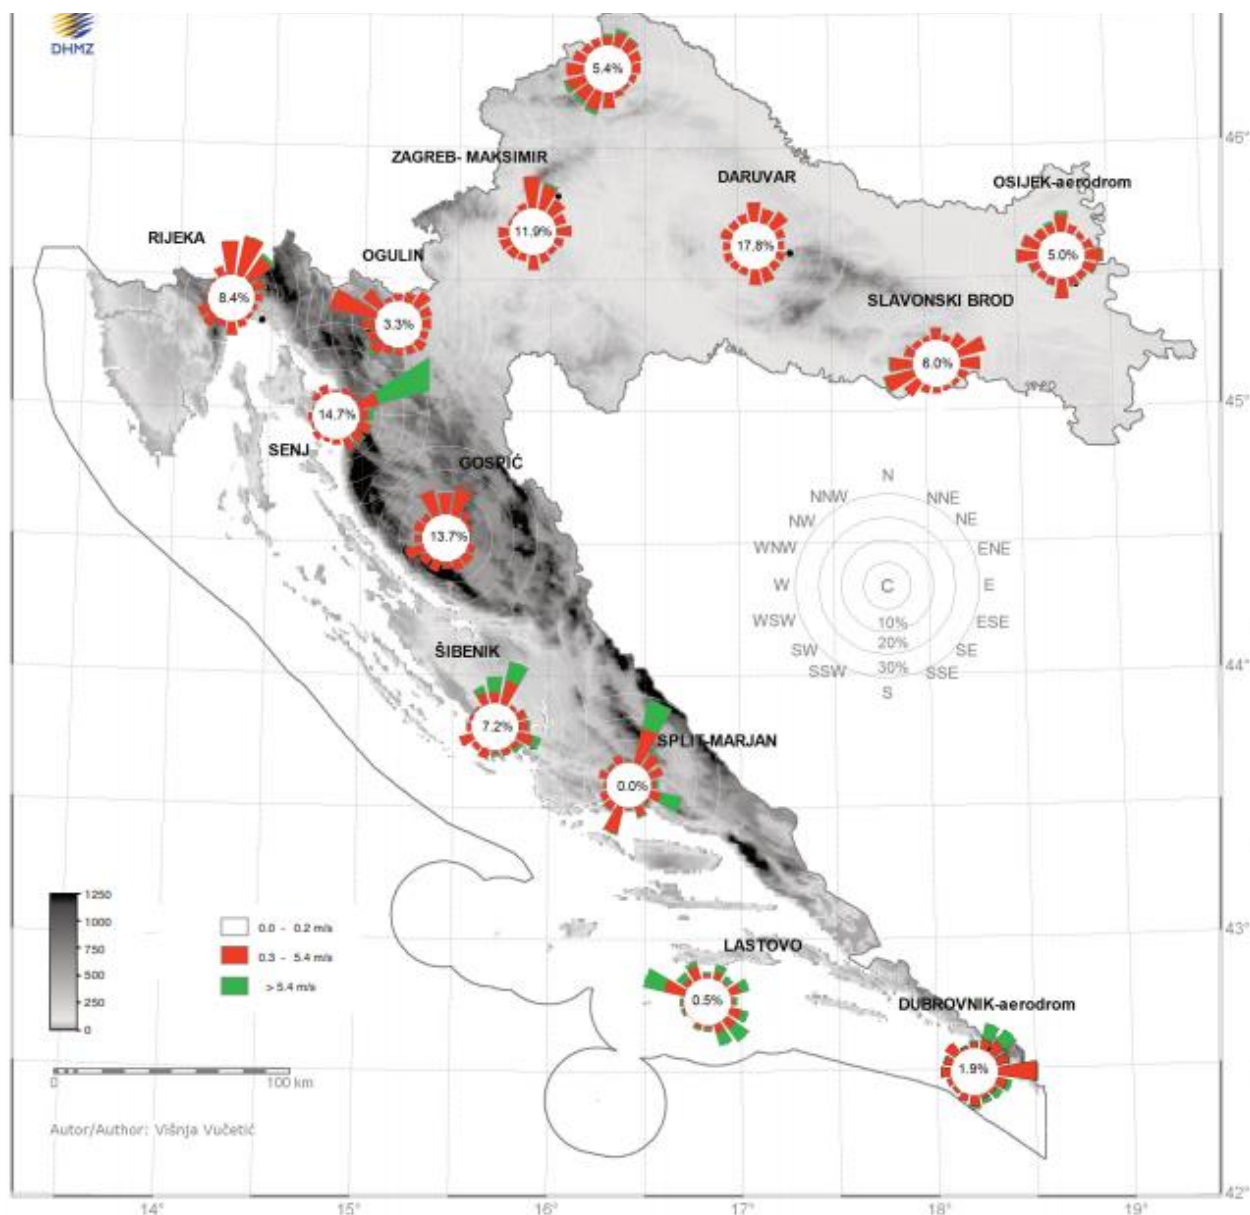 DHMZ
5.4%
46°
ZAGREB- MAKSIMIR
DARUVAR
OSIJEK-aerodrom
11.9%
17.8%
5.0%
RIJEKA
OGULIN
8.4%
3.3%
SLAVONSKI BROD
6.0%
45°
14.7%
SENJ
GOSPIĆ
13.7%
N
NNW
NNE
NW
NE
WNW
ENE
W
C
E
WSW
10%
ESE
SW
20%
SE
SSW
30%
SSE
S
44°
ŠIBENIK
7.2%
SPLIT-MARJAN
0.0%
43°
1250
1000
750
500
250
0
0.0 - 0.2 m/s
0.3 - 5.4 m/s
> 5.4 m/s
LASTOVO
0.5%
DUBROVNIK-aerodrom
1.9%
0
100 km
Autor/Author: Višnja Vučetić
42°
14°
15°
16°
17°
18°
19°